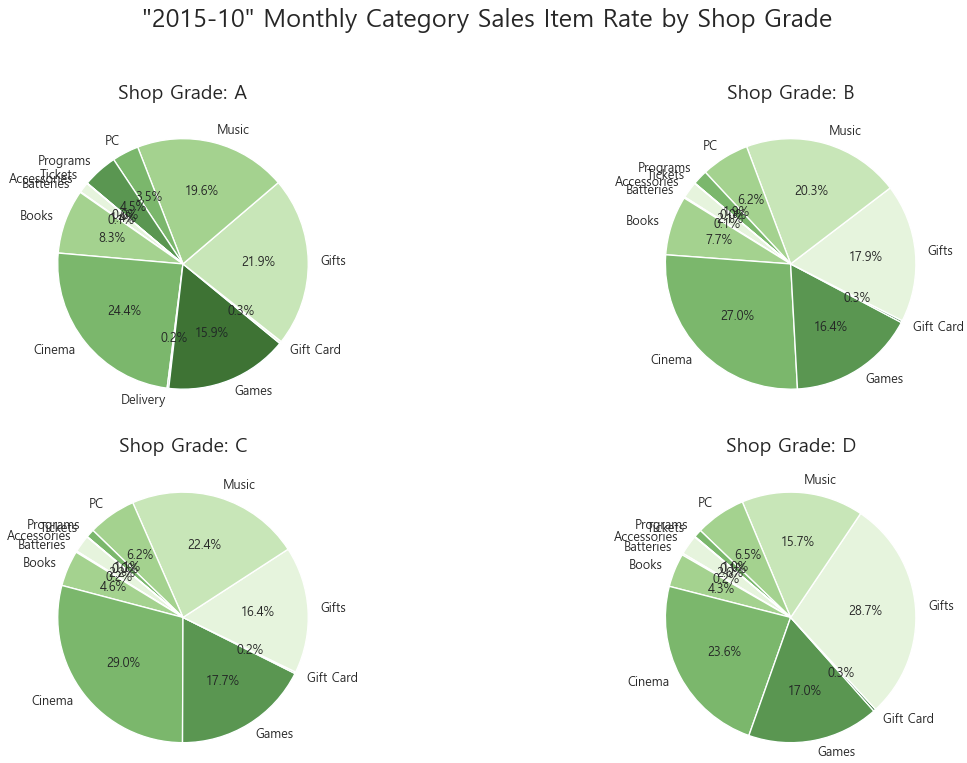 "2015-10" Monthly Category Sales Item Rate by Shop Grade
Shop Grade: A
Music
PC
Programs
Tickets
Accessories
Batteries
Books
Cinema
Delivery
Games
Gift Card
Gifts
19.6%
3.5%
4.5%
8.3%
24.4%
0.2%
15.9%
0.3%
21.9%
Shop Grade: B
Music
PC
Programs
Tickets
Accessories
Batteries
Books
Cinema
Games
Gift Card
Gifts
20.3%
6.2%
0.1%
7.7%
27.0%
16.4%
0.3%
17.9%
Shop Grade: C
Music
PC
Programs
Tickets
Accessories
Batteries
Books
Cinema
Games
Gift Card
Gifts
22.4%
6.2%
0.2%
4.6%
29.0%
17.7%
0.2%
16.4%
Shop Grade: D
Music
PC
Programs
Tickets
Accessories
Batteries
Books
Cinema
Games
Gift Card
Gifts
15.7%
6.5%
0.2%
4.3%
23.6%
17.0%
0.3%
28.7%